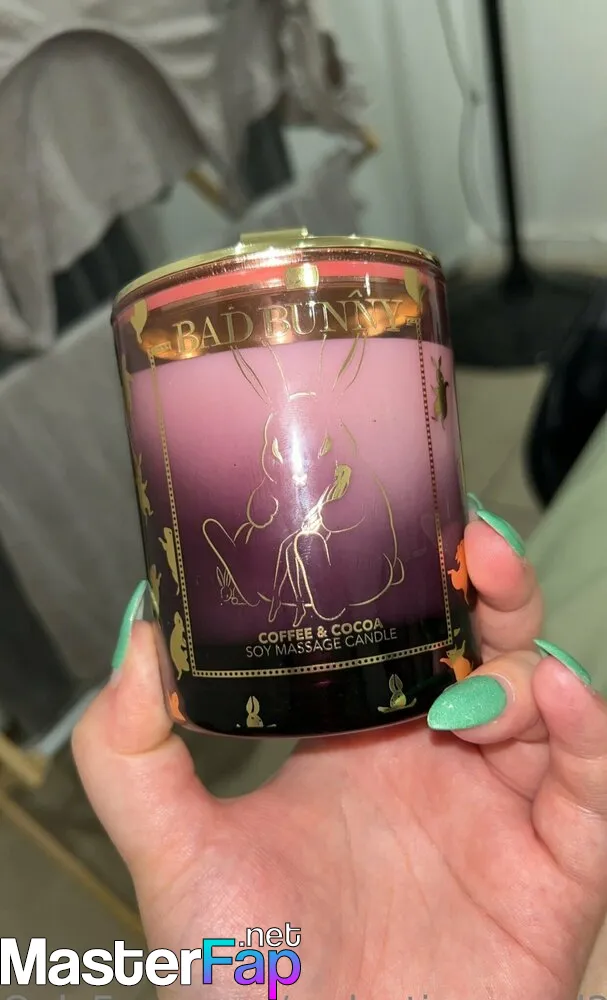 BAD BUNNY
COFFEE & COCOA
SOY MASSAGE CANDLE
MasterFap.net